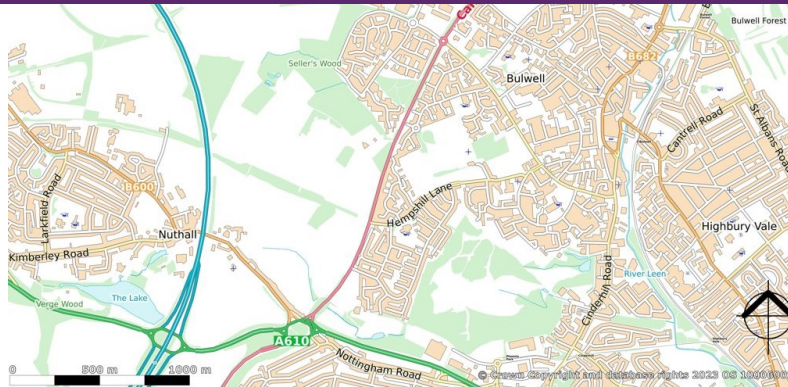 Bulwell Forest
B682
Seller's Wood
Bulwell
Cantrell Road
St Albans Road
B600
Larkfield Road
Hempshill Lane
Nuthall
Highbury Vale
Kimberley Road
River Leen
Cinderhill Road
The Lake
Verge Wood
A610
Nottingham Road
0 500 m 1000 m
© Crown Copyright and database rights 2023 OS